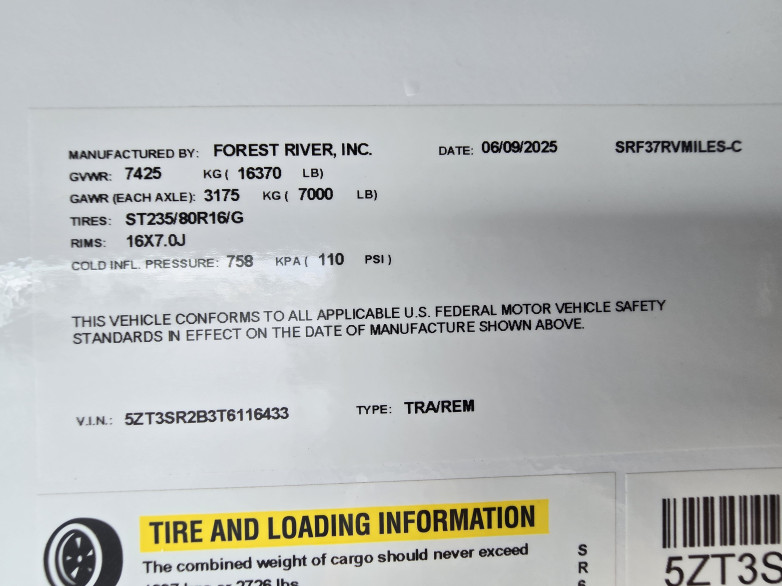 MANUFACTURED BY: FOREST RIVER, INC. DATE: 06/09/2025 SRF37RVMILES-C
GVWR: 7425 KG ( 16370 LB)
GAWR (EACH AXLE): 3175 KG ( 7000 LB)
TIRES: ST235/80R16/G
RIMS: 16X7.0J
COLD INFL. PRESSURE: 758 KPA ( 110 PSI )
THIS VEHICLE CONFORMS TO ALL APPLICABLE U.S. FEDERAL MOTOR VEHICLE SAFETY
STANDARDS IN EFFECT ON THE DATE OF MANUFACTURE SHOWN ABOVE.
V.I.N.: 5ZT3SR2B3T6116433 TYPE: TRA/REM
TIRE AND LOADING INFORMATION
The combined weight of cargo should never exceed
or 2726 lbs
S
R
5ZT3S